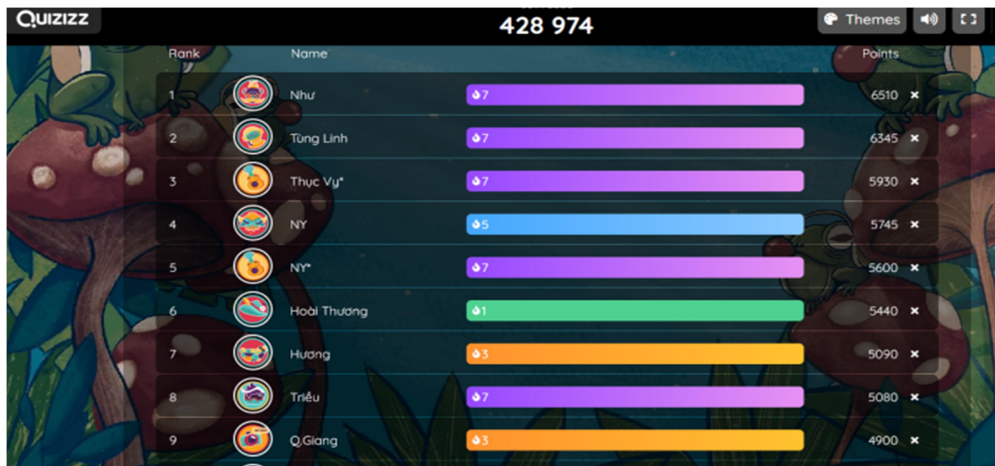 QUIZIZZ
428 974
Themes
Rank Name Points
1 Như 7 6510 ×
2 Tùng Linh 7 6345 ×
3 Thục Vy* 7 5930 ×
4 NY 5 5745 ×
5 NY* 7 5600 ×
6 Hoài Thương 1 5440 ×
7 Hương 3 5090 ×
8 Triều 7 5080 ×
9 Q.Giang 3 4900 ×